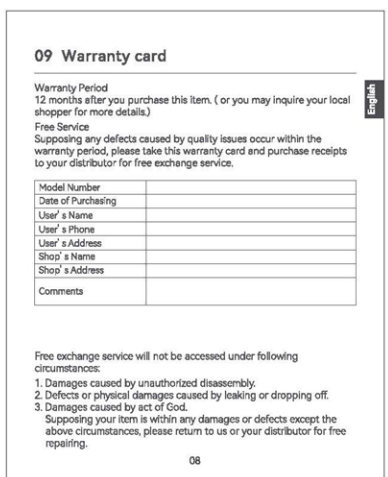 09 Warranty card
English
Warranty Period
12 months after you purchase this item. ( or you may inquire your local
shopper for more details.)
Free Service
Supposing any defects caused by quality issues occur within the
warranty period, please take this warranty card and purchase receipts
to your distributor for free exchange service.
Model Number
Date of Purchasing
User' s Name
User' s Phone
User' s Address
Shop' s Name
Shop' s Address
Comments
Free exchange service will not be accessed under following
circumstances:
1. Damages caused by unauthorized disassembly.
2. Defects or physical damages caused by leaking or dropping off.
3. Damages caused by act of God.
Supposing your item is within any damages or defects except the
above circumstances, please return to us or your distributor for free
repairing.
08